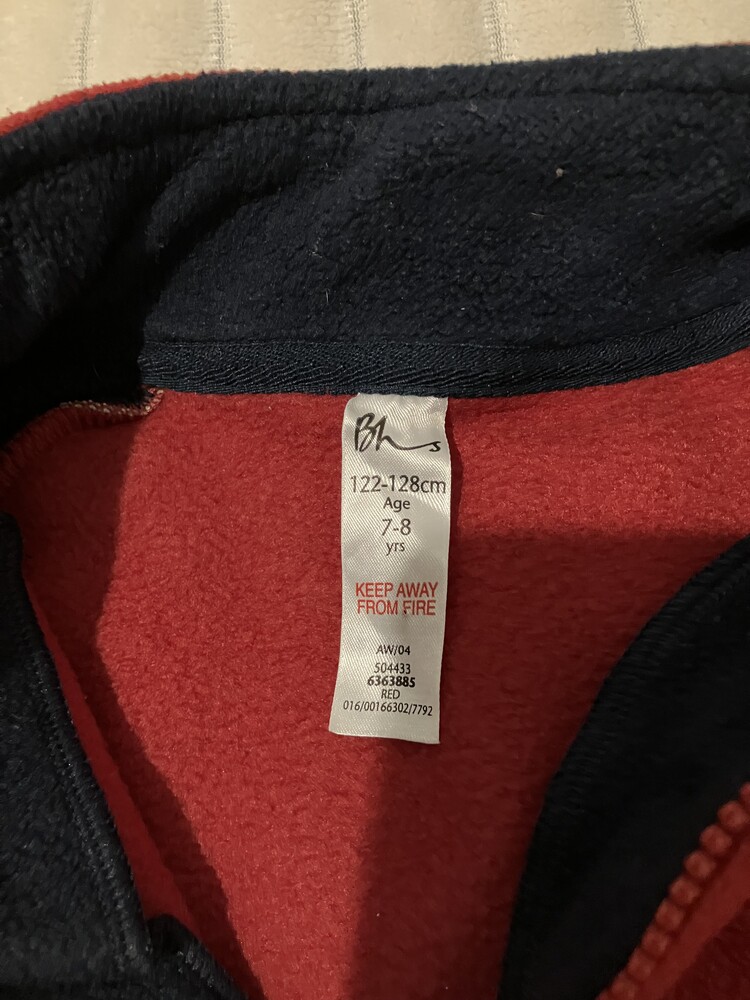 Bhs
122-128cm
Age
7-8
yrs
KEEP AWAY
FROM FIRE
AW/04
504433
6363885
RED
016/00166302/7792